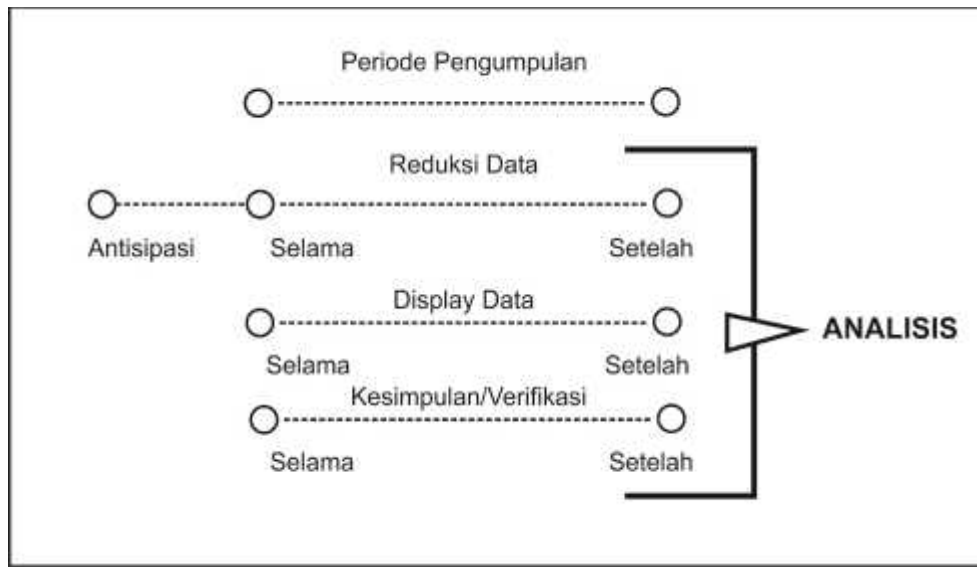 Periode Pengumpulan
Reduksi Data
Antisipasi Selama Setelah
Display Data
ANALISIS
Selama Setelah
Kesimpulan/Verifikasi
Selama Setelah